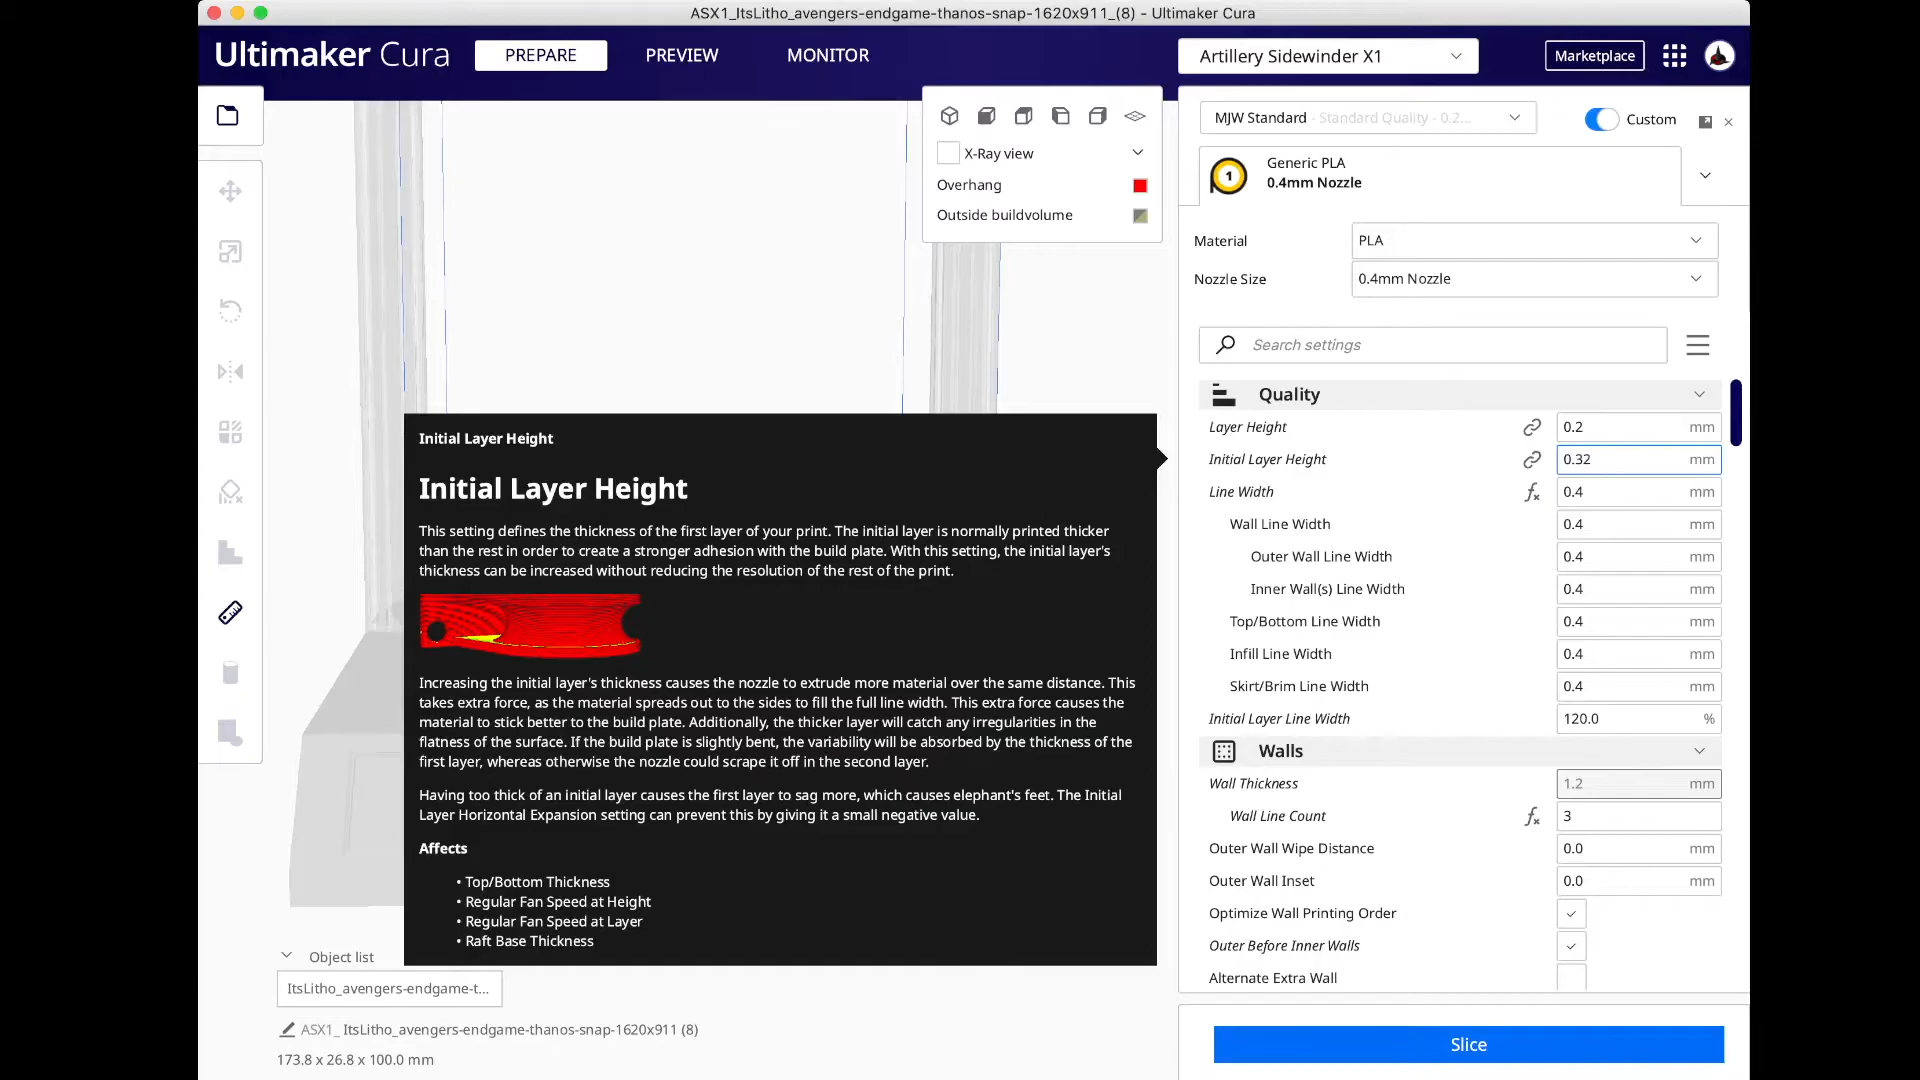 ASX1_ItsLitho_avengers-endgame-thanos-snap-1620x911_(8) - Ultimaker Cura
Ultimaker Cura
PREPARE
PREVIEW
MONITOR
Artillery Sidewinder X1
Marketplace
MJW Standard - Standard Quality - 0.2...
Custom
X-Ray view
Overhang
Outside buildvolume
1
Generic PLA
0.4mm Nozzle
Material
PLA
Nozzle Size
0.4mm Nozzle
Search settings
Quality
Layer Height 0.2 mm
Initial Layer Height 0.32 mm
Line Width fx 0.4 mm
Wall Line Width 0.4 mm
Outer Wall Line Width 0.4 mm
Inner Wall(s) Line Width 0.4 mm
Top/Bottom Line Width 0.4 mm
Infill Line Width 0.4 mm
Skirt/Brim Line Width 0.4 mm
Initial Layer Line Width 120.0 %
Walls
Wall Thickness 1.2 mm
Wall Line Count fx 3
Outer Wall Wipe Distance 0.0 mm
Outer Wall Inset 0.0 mm
Optimize Wall Printing Order
Outer Before Inner Walls
Alternate Extra Wall
Slice
Initial Layer Height
Initial Layer Height
This setting defines the thickness of the first layer of your print. The initial layer is normally printed thicker
than the rest in order to create a stronger adhesion with the build plate. With this setting, the initial layer's
thickness can be increased without reducing the resolution of the rest of the print.
Increasing the initial layer's thickness causes the nozzle to extrude more material over the same distance. This
takes extra force, as the material spreads out to the sides to fill the full line width. This extra force causes the
material to stick better to the build plate. Additionally, the thicker layer will catch any irregularities in the
flatness of the surface. If the build plate is slightly bent, the variability will be absorbed by the thickness of the
first layer, whereas otherwise the nozzle could scrape it off in the second layer.
Having too thick of an initial layer causes the first layer to sag more, which causes elephant's feet. The Initial
Layer Horizontal Expansion setting can prevent this by giving it a small negative value.
Affects
• Top/Bottom Thickness
• Regular Fan Speed at Height
• Regular Fan Speed at Layer
• Raft Base Thickness
Object list
ItsLitho_avengers-endgame-t...
ASX1_ ItsLitho_avengers-endgame-thanos-snap-1620x911 (8)
173.8 x 26.8 x 100.0 mm